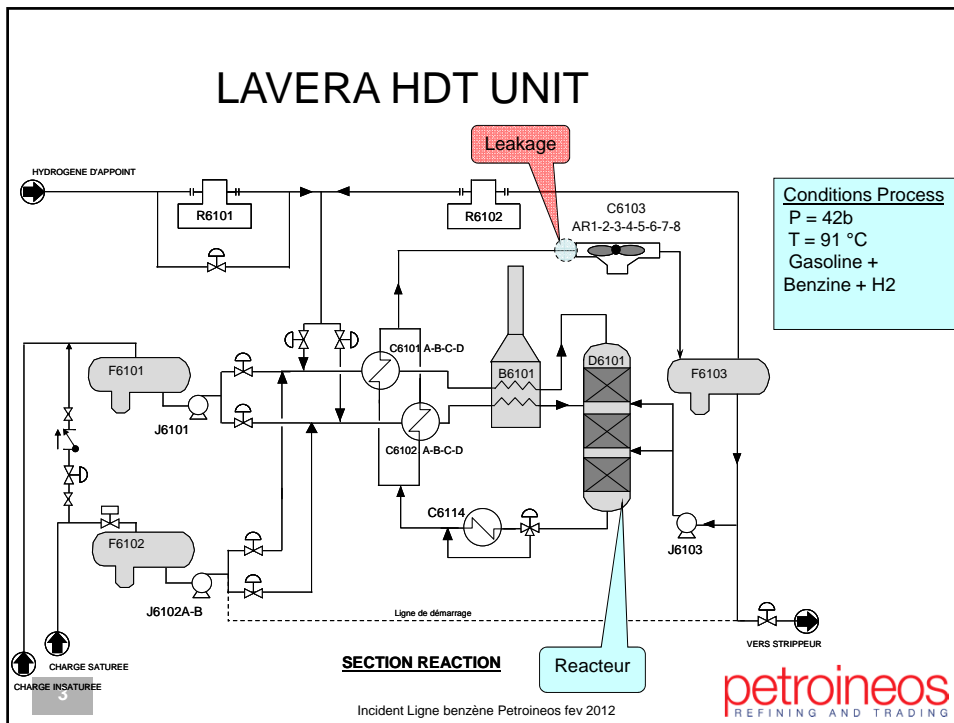 LAVERA HDT UNIT
Leakage
HYDROGENE D'APPOINT
R6101
R6102
C6103
AR1-2-3-4-5-6-7-8
Conditions Process
P = 42b
T = 91 °C
Gasoline +
Benzine + H2
C6101 A-B-C-D
F6101
B6101
D6101
F6103
J6101
C6102 A-B-C-D
C6114
F6102
J6103
J6102A-B
Ligne de démarrage
VERS STRIPPEUR
CHARGE SATUREE
SECTION REACTION
Reacteur
CHARGE INSATUREE
3
Incident Ligne benzène Petroineos fev 2012
petroineos
REFINING AND TRADING